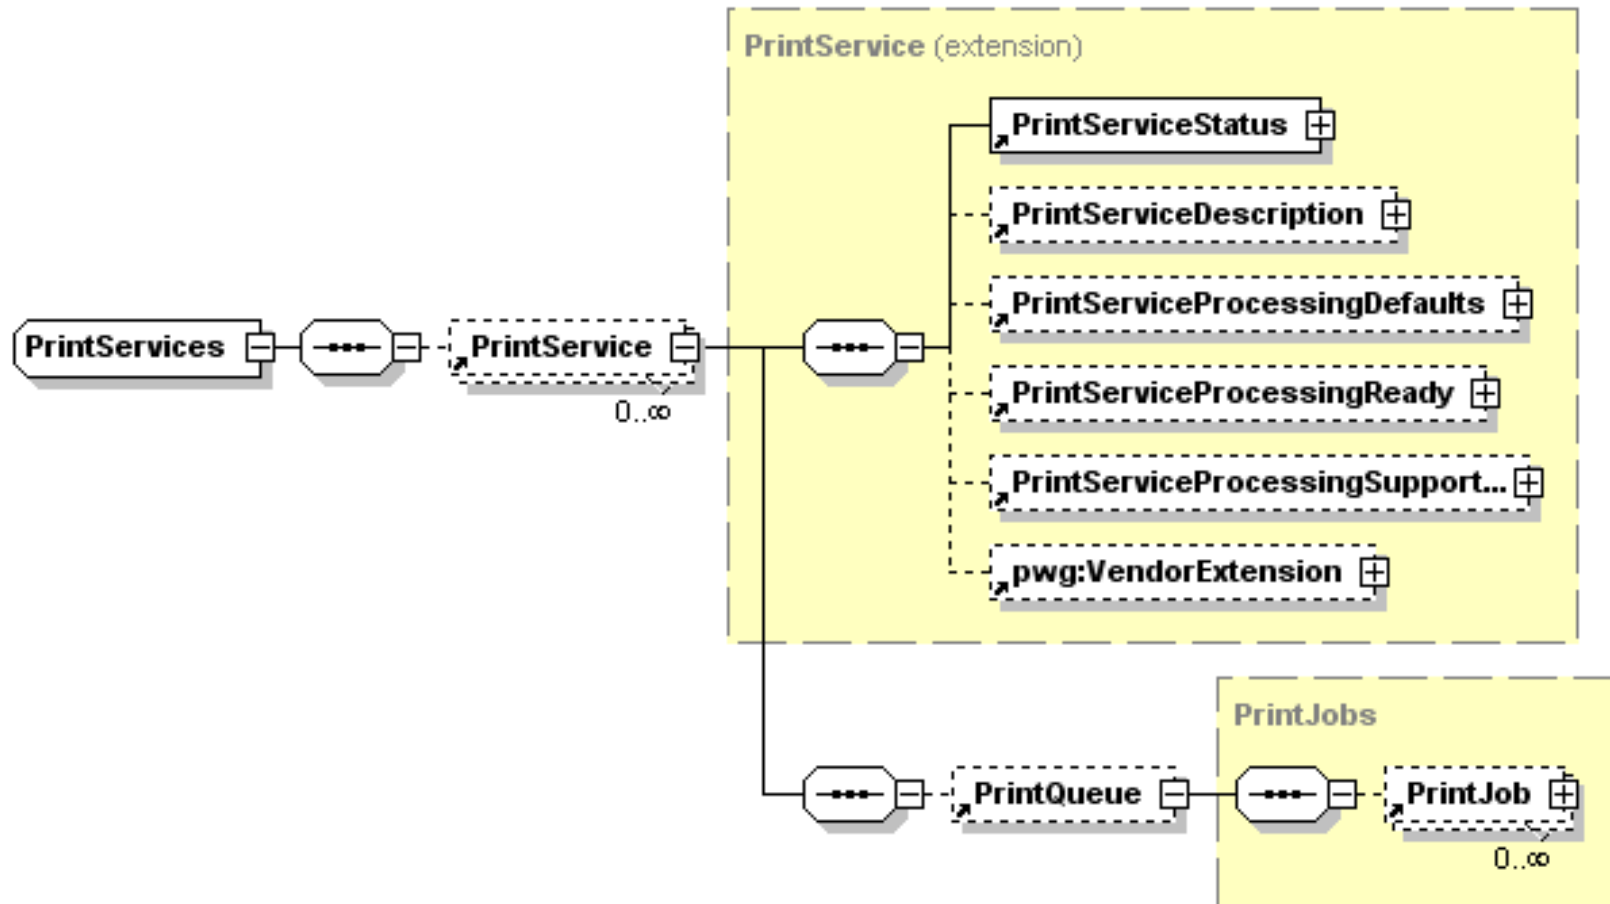 PrintService (extension)
PrintServiceStatus
PrintServiceDescription
PrintServiceProcessingDefaults
PrintServices
PrintService
0..∞
PrintServiceProcessingReady
PrintServiceProcessingSupport...
pwg:VendorExtension
PrintJobs
PrintQueue
PrintJob
0..∞